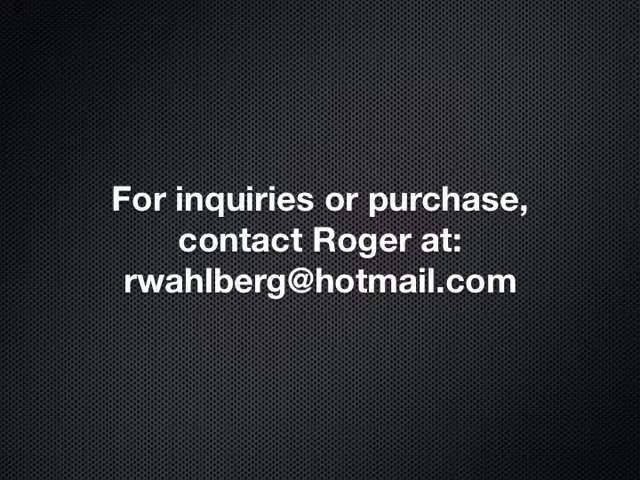 For inquiries or purchase,
contact Roger at:
rwahlberg@hotmail.com